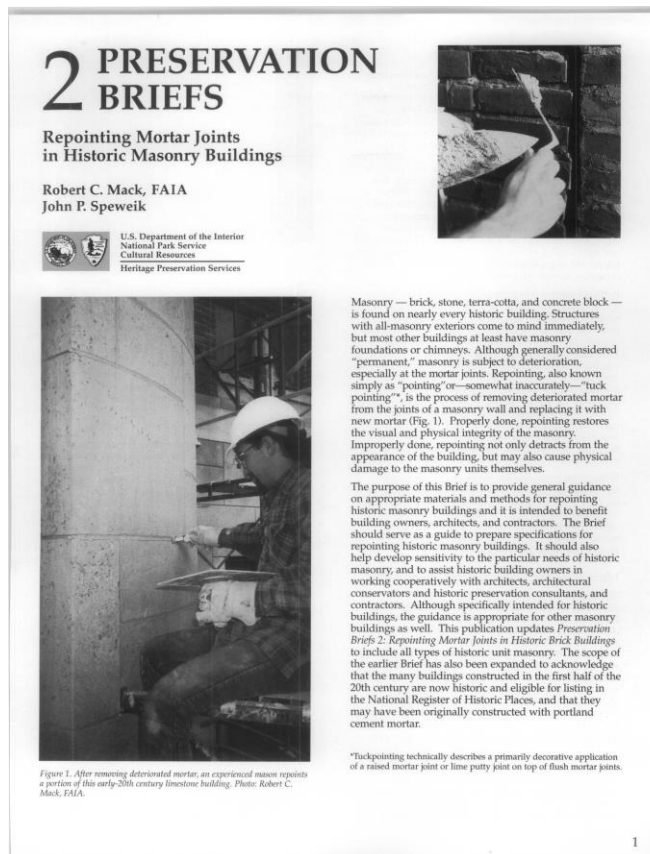 2 PRESERVATION
BRIEFS
Repointing Mortar Joints
in Historic Masonry Buildings
Robert C. Mack, FAIA
John P. Speweik
U.S. Department of the Interior
National Park Service
Cultural Resources
Heritage Preservation Services
Figure 1. After removing deteriorated mortar, an experienced mason repoints
a portion of this early-20th century limestone building. Photo: Robert C.
Mack, FAIA.
Masonry — brick, stone, terra-cotta, and concrete block —
is found on nearly every historic building. Structures
with all-masonry exteriors come to mind immediately,
but most other buildings at least have masonry
foundations or chimneys. Although generally considered
"permanent," masonry is subject to deterioration,
especially at the mortar joints. Repointing, also known
simply as "pointing"or—somewhat inaccurately—"tuck
pointing"*, is the process of removing deteriorated mortar
from the joints of a masonry wall and replacing it with
new mortar (Fig. 1). Properly done, repointing restores
the visual and physical integrity of the masonry.
Improperly done, repointing not only detracts from the
appearance of the building, but may also cause physical
damage to the masonry units themselves.
The purpose of this Brief is to provide general guidance
on appropriate materials and methods for repointing
historic masonry buildings and it is intended to benefit
building owners, architects, and contractors. The Brief
should serve as a guide to prepare specifications for
repointing historic masonry buildings. It should also
help develop sensitivity to the particular needs of historic
masonry, and to assist historic building owners in
working cooperatively with architects, architectural
conservators and historic preservation consultants, and
contractors. Although specifically intended for historic
buildings, the guidance is appropriate for other masonry
buildings as well. This publication updates Preservation
Briefs 2: Repointing Mortar Joints in Historic Brick Buildings
to include all types of historic unit masonry. The scope of
the earlier Brief has also been expanded to acknowledge
that the many buildings constructed in the first half of the
20th century are now historic and eligible for listing in
the National Register of Historic Places, and that they
may have been originally constructed with portland
cement mortar.
*Tuckpointing technically describes a primarily decorative application
of a raised mortar joint or lime putty joint on top of flush mortar joints.
1